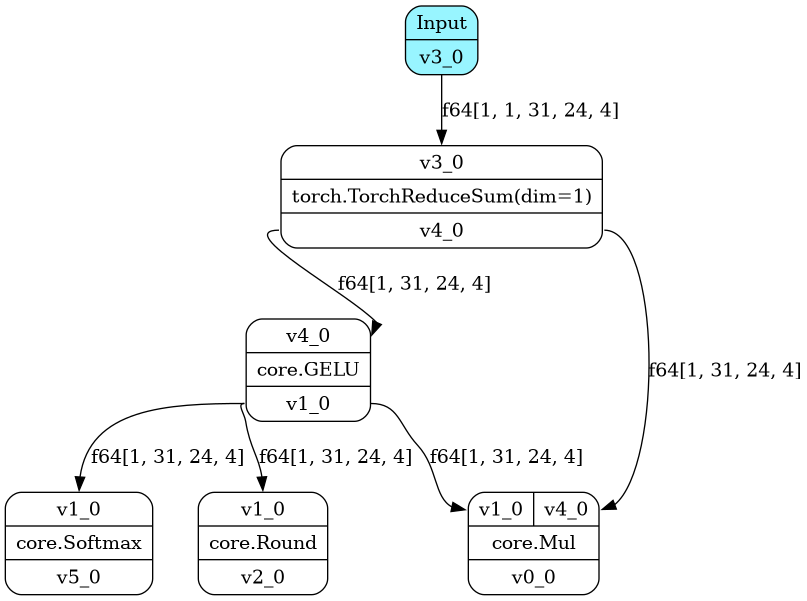 Input
v3_0
f64[1, 1, 31, 24, 4]
v3_0
torch.TorchReduceSum(dim=1)
v4_0
f64[1, 31, 24, 4]
v4_0
core.GELU
v1_0
f64[1, 31, 24, 4]
f64[1, 31, 24, 4]
f64[1, 31, 24, 4]
f64[1, 31, 24, 4]
v1_0
core.Softmax
v5_0
v1_0
core.Round
v2_0
v1_0 v4_0
core.Mul
v0_0